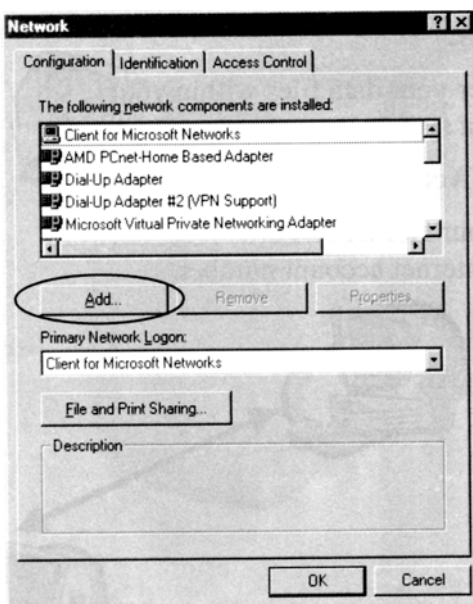 Network
Configuration Identification Access Control
The following network components are installed:
Client for Microsoft Networks
AMD PCnet-Home Based Adapter
Dial-Up Adapter
Dial-Up Adapter #2 (VPN Support)
Microsoft Virtual Private Networking Adapter
Add... Remove Properties
Primary Network Logon:
Client for Microsoft Networks
File and Print Sharing...
Description
OK Cancel